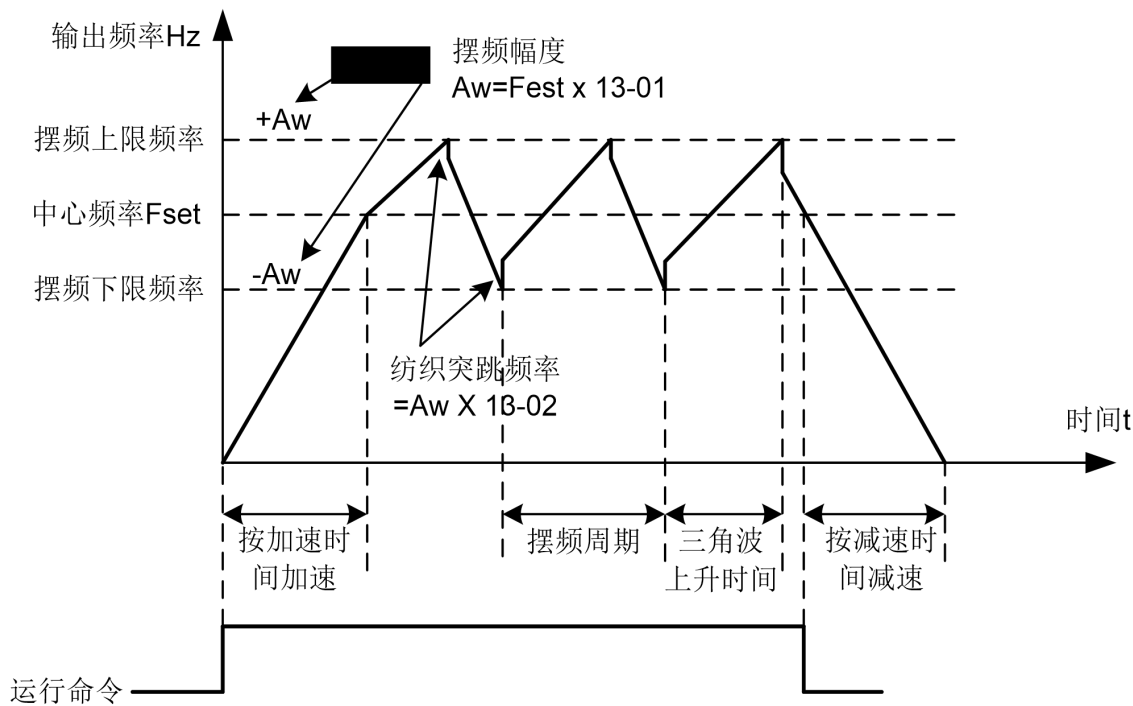 输出频率Hz
摆频幅度
Aw=Fest x 13-01
+Aw
摆频上限频率
中心频率Fset
-Aw
摆频下限频率
纺织突跳频率
=Aw X 13-02
时间t
按加速时
间加速
摆频周期
三角波
上升时间
按减速时
间减速
运行命令